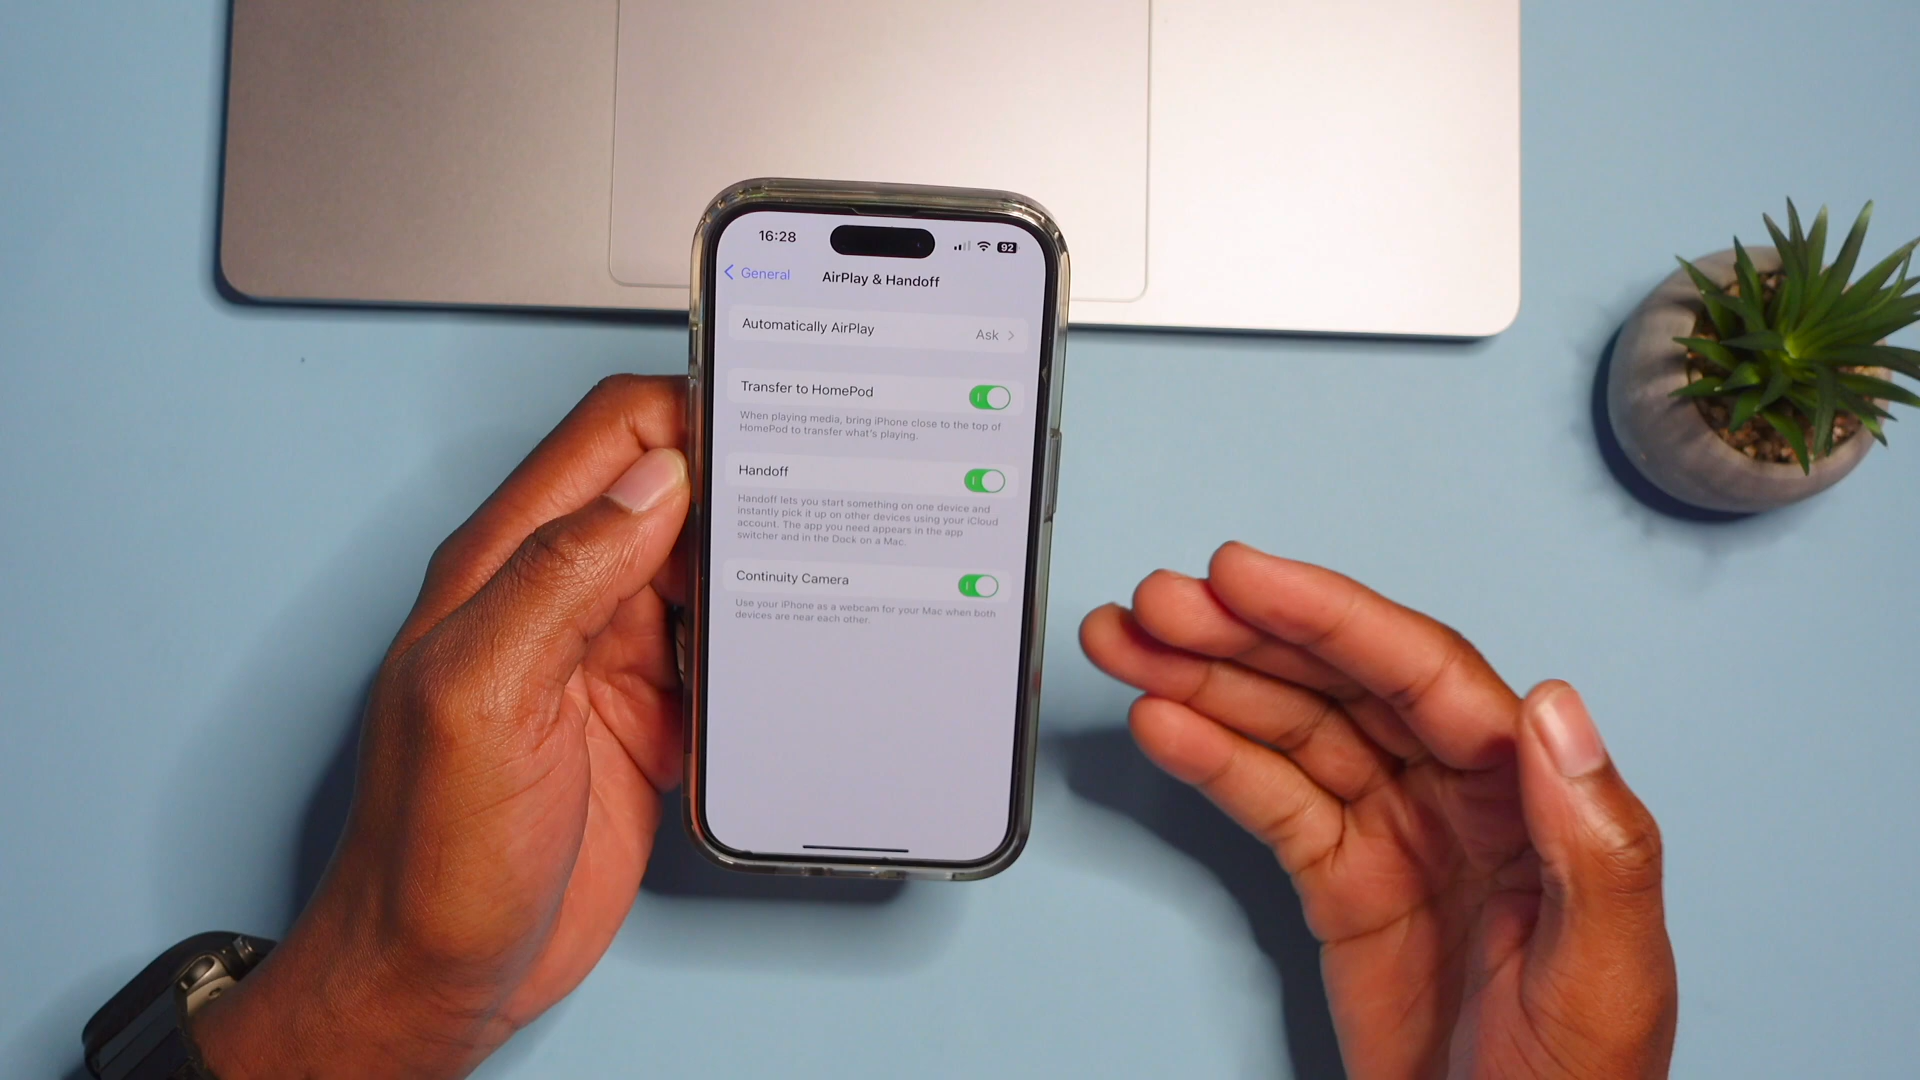 16:28
92
General
AirPlay & Handoff
Automatically AirPlay
Ask
Transfer to HomePod
When playing media, bring iPhone close to the top of
HomePod to transfer what's playing.
Handoff
Handoff lets you start something on one device and
instantly pick it up on other devices using your iCloud
account. The app you need appears in the app
switcher and in the Dock on a Mac.
Continuity Camera
Use your iPhone as a webcam for your Mac when both
devices are near each other.